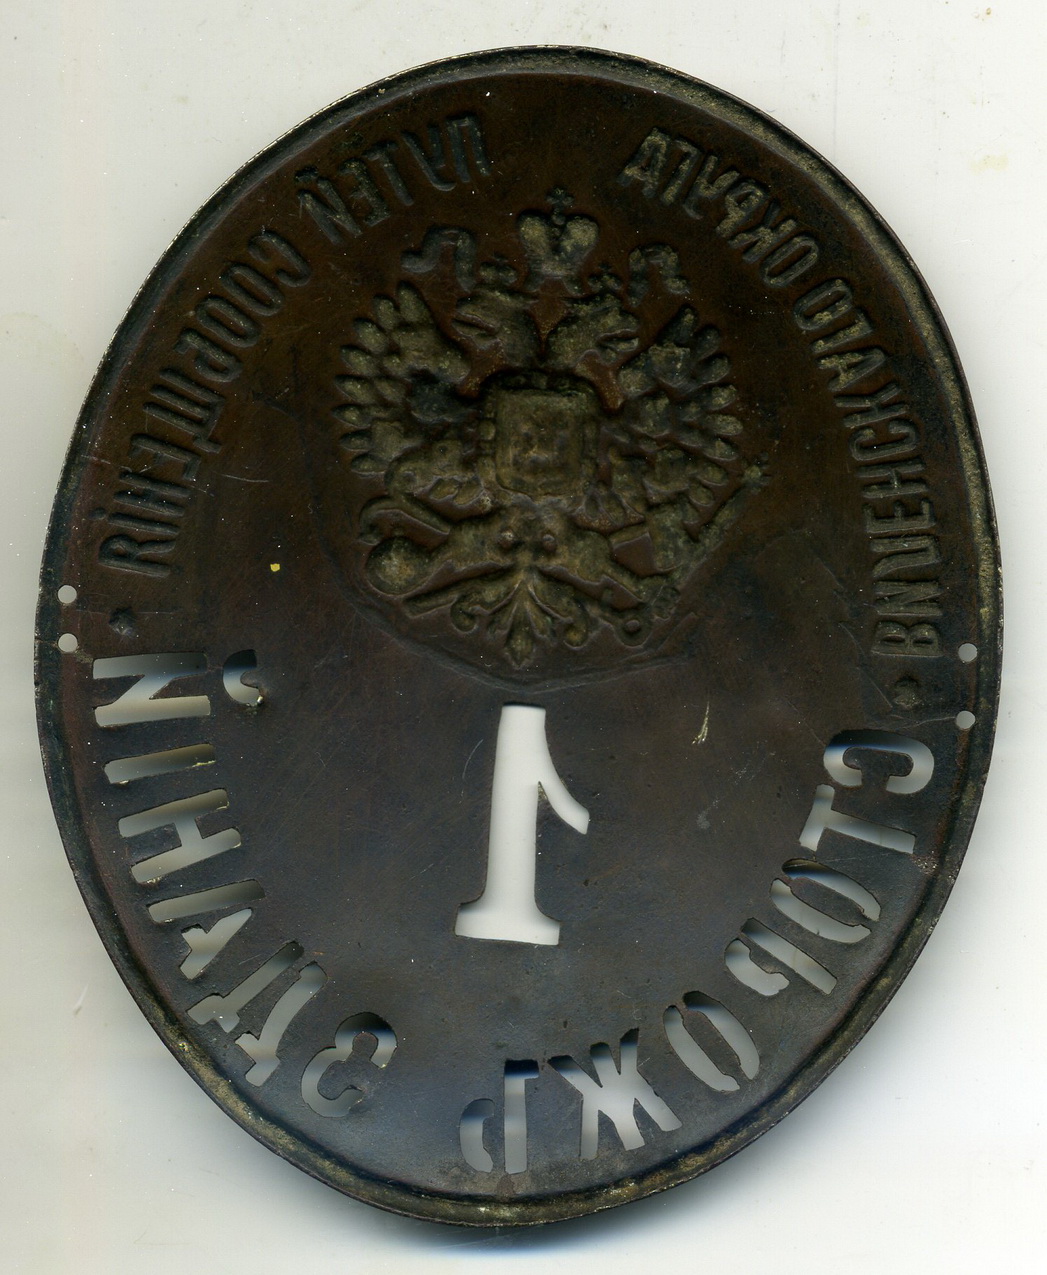 ВИЛЕНСКАГО ОКРУГА ПУТЕЙ СООБЩЕНІЯ
1
СТОРОЖЪ ЗДАНІЙ